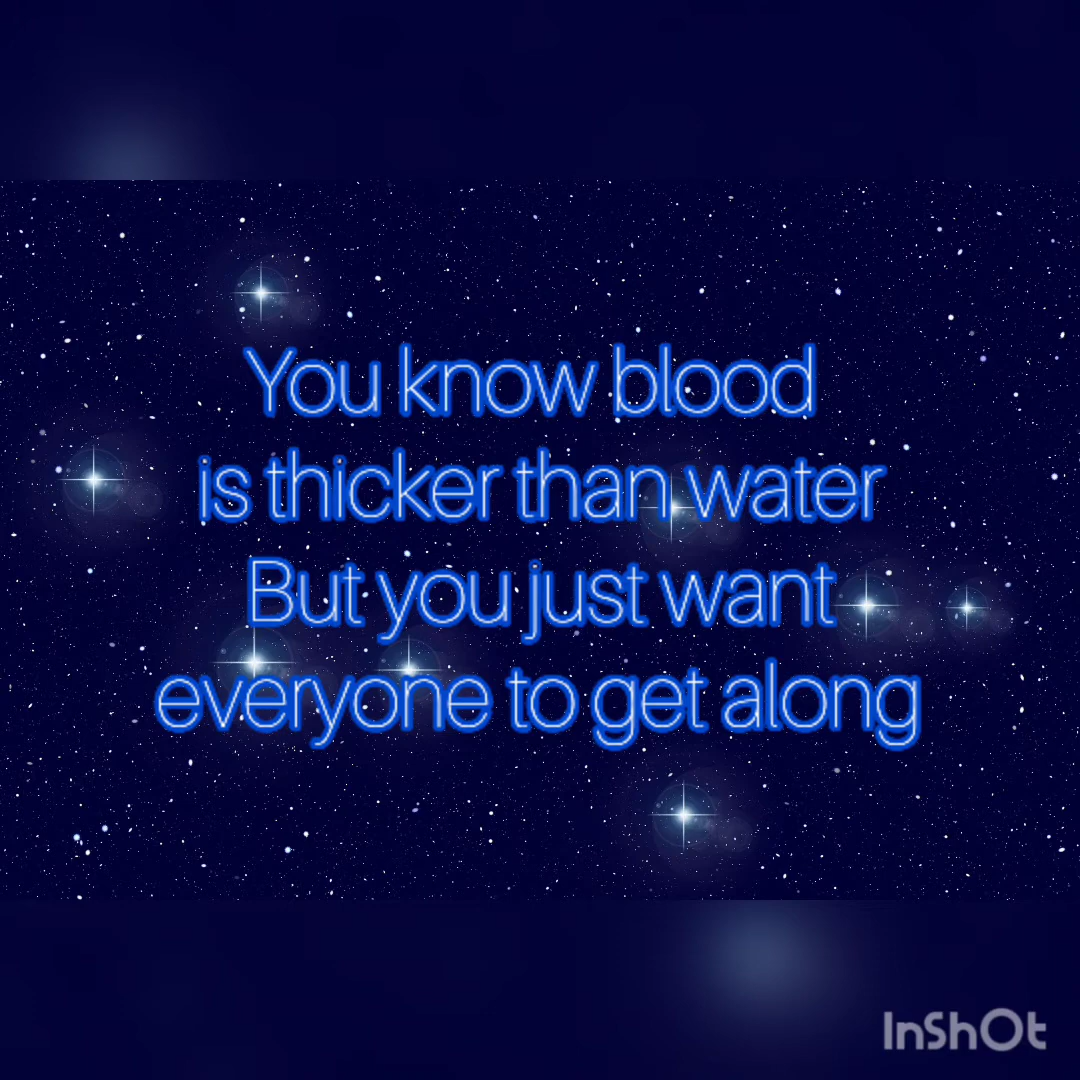 You know blood
is thicker than water
But you just want
everyone to get along
InShOt